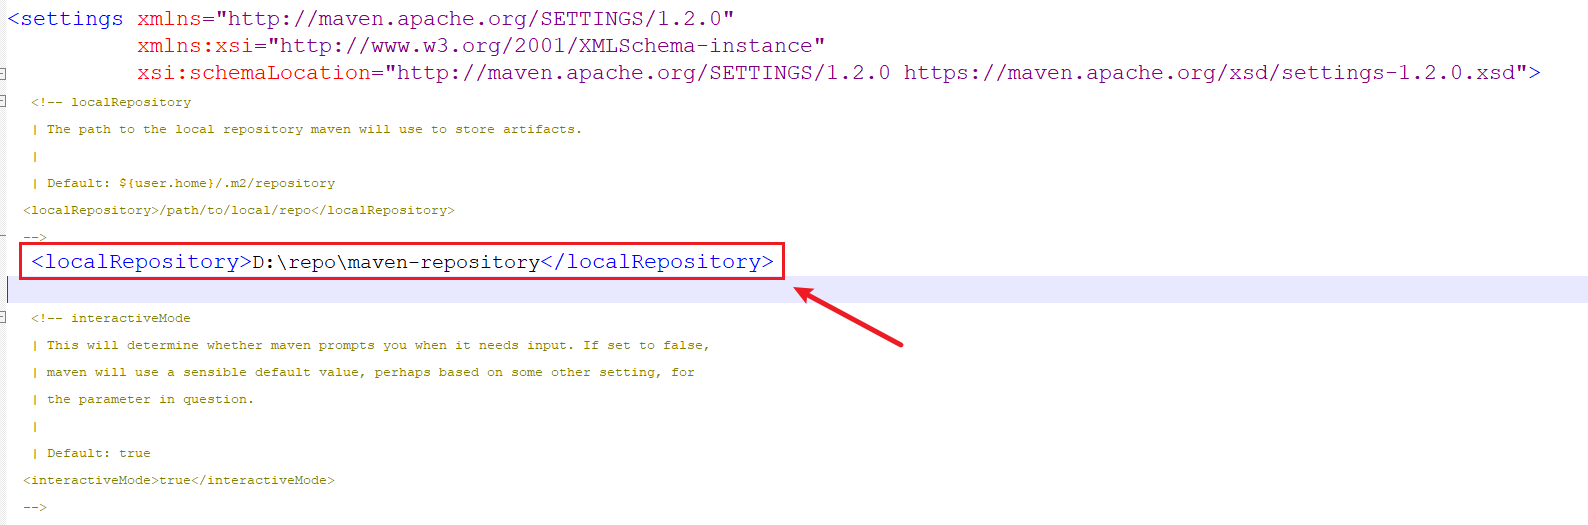 <settings xmlns="http://maven.apache.org/SETTINGS/1.2.0"
xmlns:xsi="http://www.w3.org/2001/XMLSchema-instance"
xsi:schemaLocation="http://maven.apache.org/SETTINGS/1.2.0 https://maven.apache.org/xsd/settings-1.2.0.xsd">
<!-- localRepository
| The path to the local repository maven will use to store artifacts.
|
| Default: ${user.home}/.m2/repository
<localRepository>/path/to/local/repo</localRepository>
-->
<localRepository>D:\repo\maven-repository</localRepository>
<!-- interactiveMode
| This will determine whether maven prompts you when it needs input. If set to false,
| maven will use a sensible default value, perhaps based on some other setting, for
| the parameter in question.
|
| Default: true
<interactiveMode>true</interactiveMode>
-->